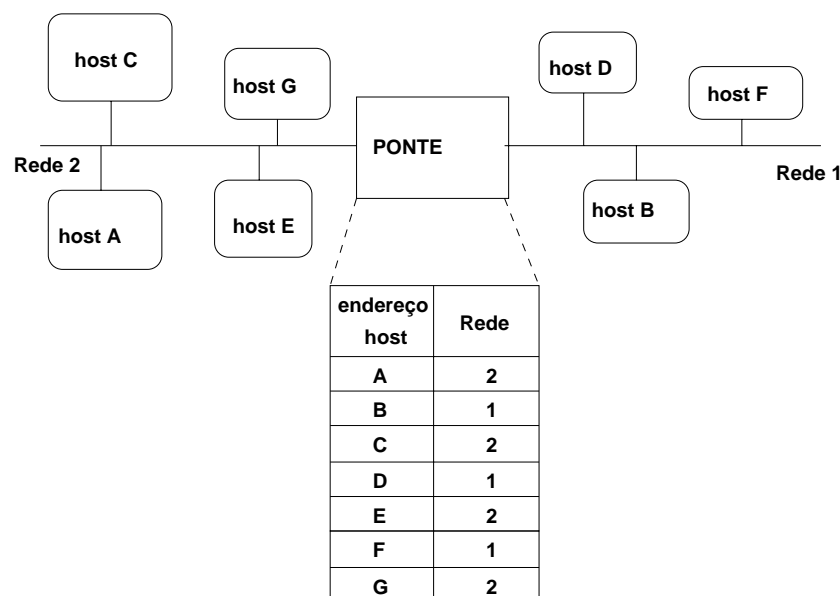 host C
host G
host D
host F
PONTE
Rede 2
Rede 1
host A
host E
host B
endereço
host
Rede
A 2
B 1
C 2
D 1
E 2
F 1
G 2